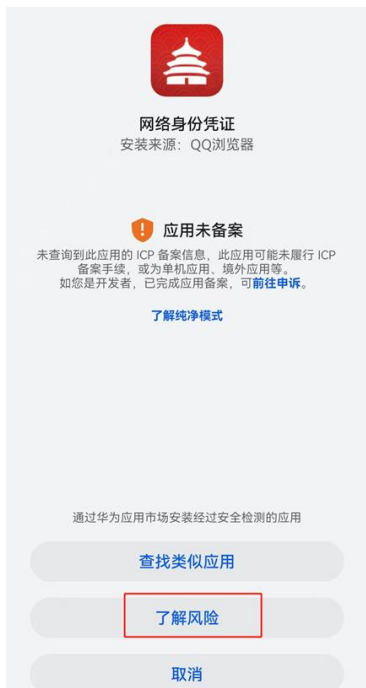 网络身份凭证
安装来源：QQ浏览器
应用未备案
未查询到此应用的 ICP 备案信息，此应用可能未履行 ICP
备案手续，或为单机应用、境外应用等。
如您是开发者，已完成应用备案，可前往申诉。
了解纯净模式
通过华为应用市场安装经过安全检测的应用
查找类似应用
了解风险
取消